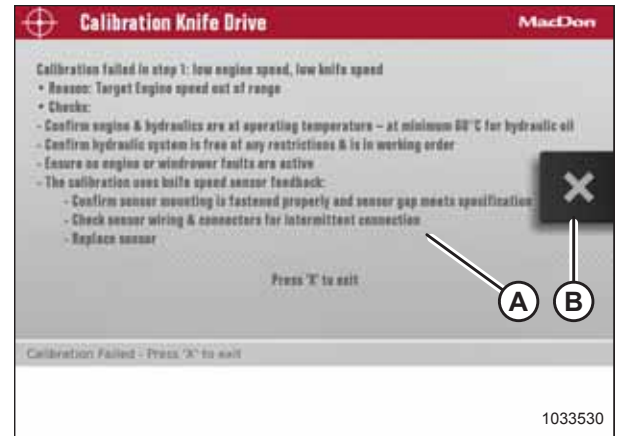 Calibration Knife Drive
MacDon
Calibration failed in step 1: low engine speed, low knife speed
• Reason: Target Engine speed out of range
• Checks:
- Confirm engine & hydraulics are at operating temperature – at minimum 60°C for hydraulic oil
- Confirm hydraulic system is free of any restrictions & is in working order
- Ensure no engine or windrower faults are active
- The calibration uses knife speed sensor feedback:
- Confirm sensor mounting is fastened properly and sensor gap meets specification
- Check sensor wiring & connectors for intermittent connection
- Replace sensor
Press 'X' to exit
A
B
Calibration Failed - Press 'X' to exit
1033530